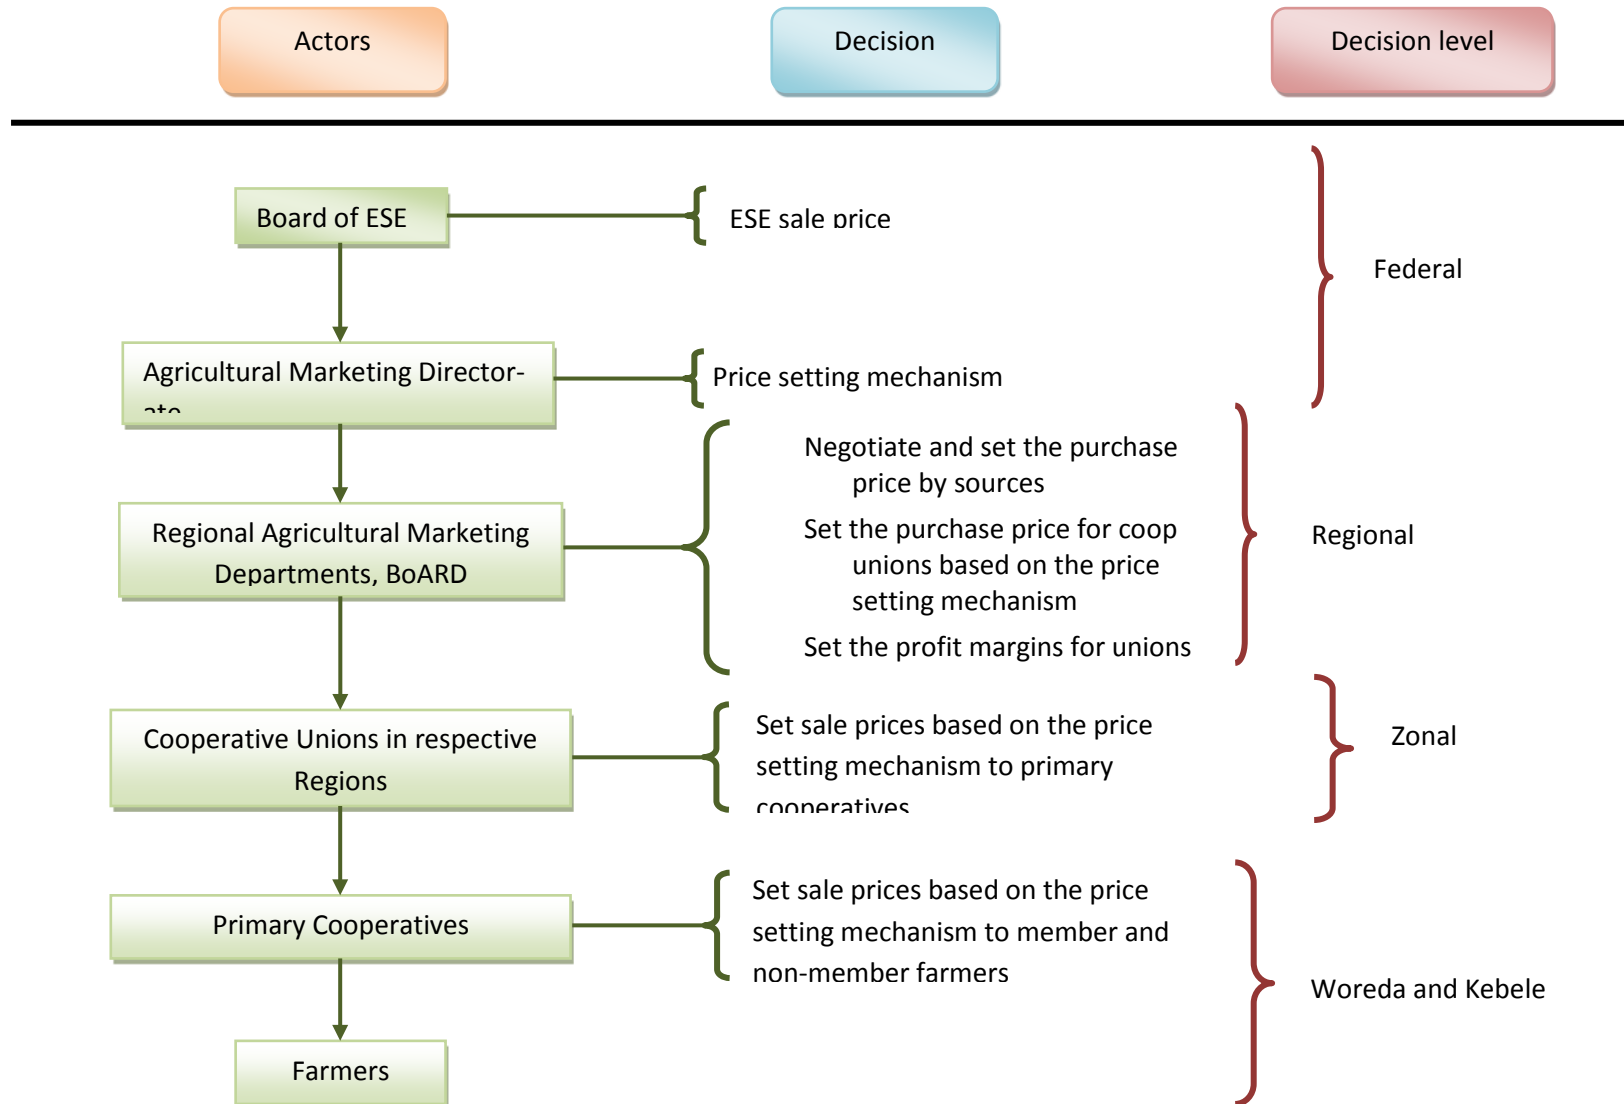 Actors
Decision
Decision level
Board of ESE
ESE sale price
Federal
Agricultural Marketing Director-
ate
Price setting mechanism
Negotiate and set the purchase
price by sources
Set the purchase price for coop
unions based on the price
setting mechanism
Set the profit margins for unions
Regional Agricultural Marketing
Departments, BoARD
Regional
Cooperative Unions in respective
Regions
Set sale prices based on the price
setting mechanism to primary
cooperatives
Zonal
Primary Cooperatives
Set sale prices based on the price
setting mechanism to member and
non-member farmers
Woreda and Kebele
Farmers